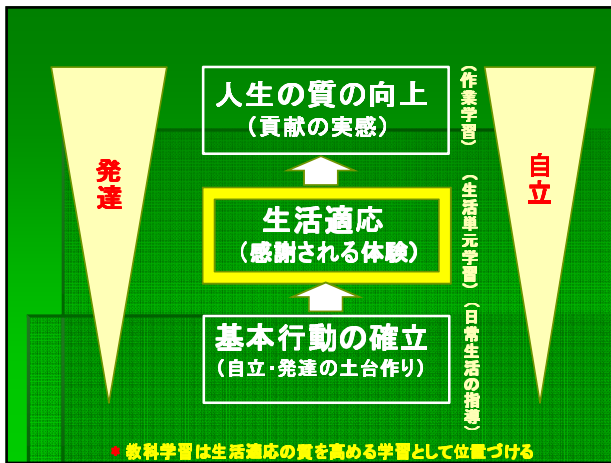 人生の質の向上
（貢献の実感）
（作業学習）
発達
自立
生活適応
（感謝される体験）
（生活単元学習）
基本行動の確立
（自立・発達の土台作り）
（日常生活の指導）
• 教科学習は生活適応の質を高める学習として位置づける